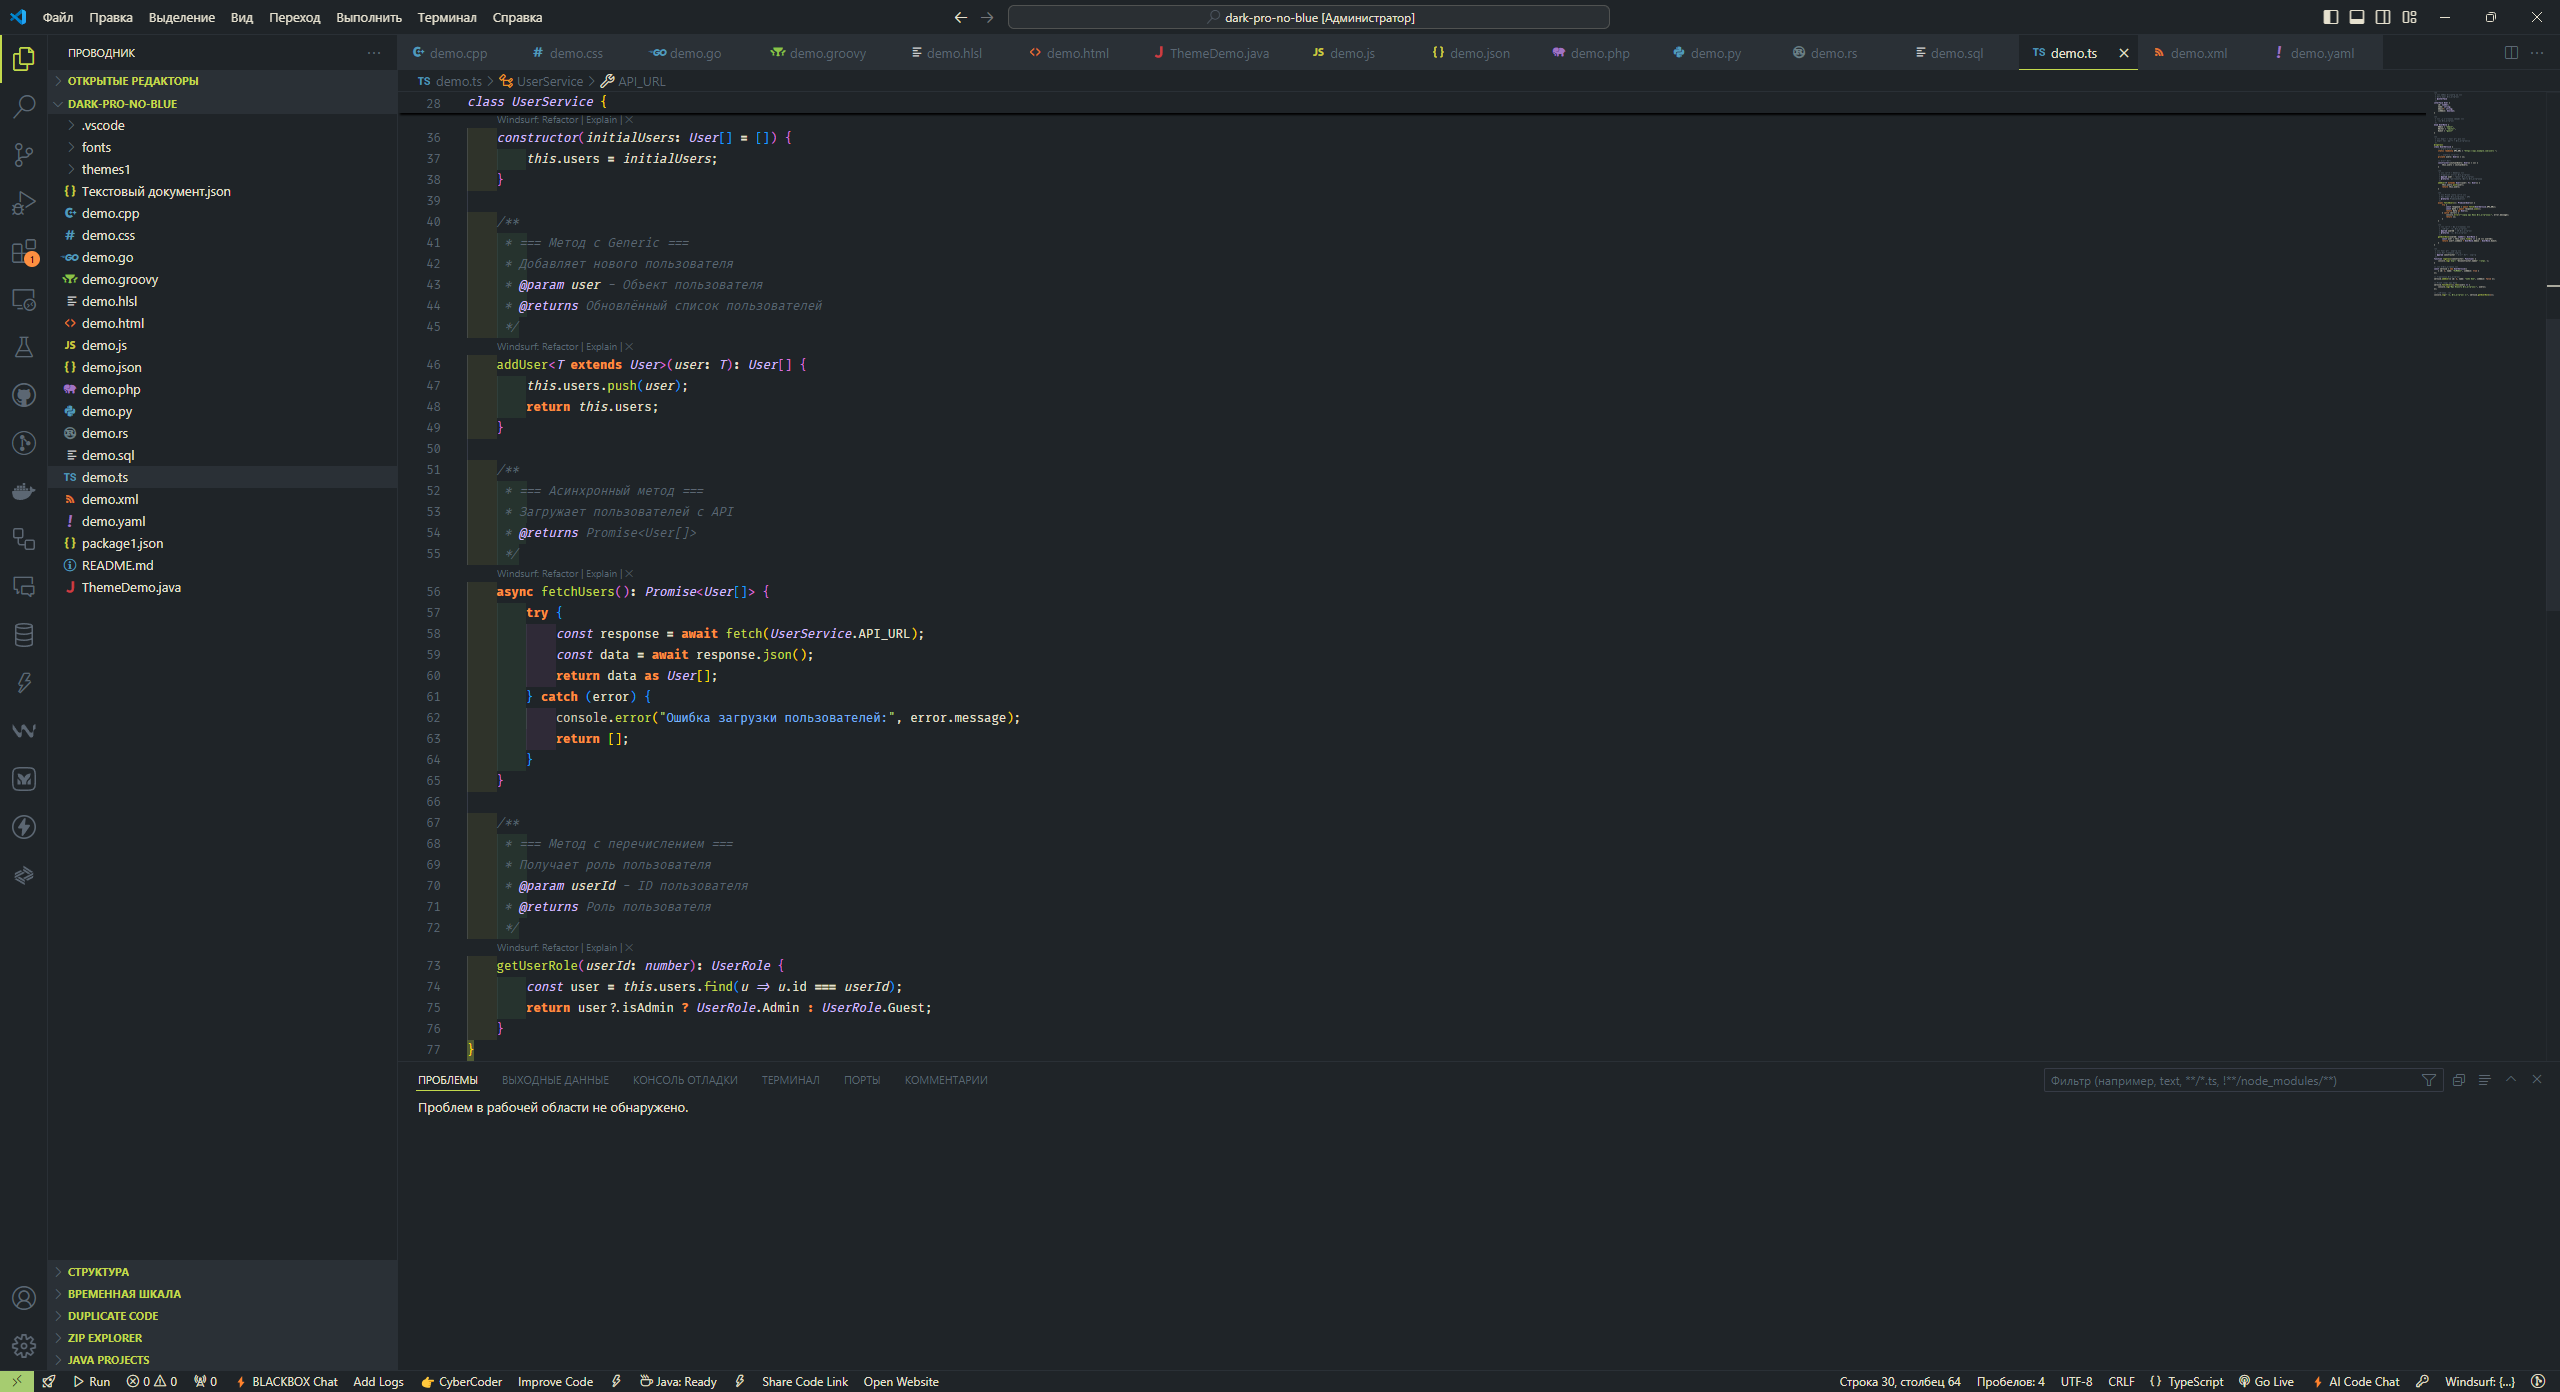 Файл Правка Выделение Вид Переход Выполнить Терминал Справка
dark-pro-no-blue [Администратор]
ПРОВОДНИК
ОТКРЫТЫЕ РЕДАКТОРЫ
DARK-PRO-NO-BLUE
.vscode
fonts
themes1
{} Текстовый документ.json
demo.cpp
# demo.css
GO demo.go
demo.groovy
demo.hlsl
<> demo.html
JS demo.js
{} demo.json
demo.php
demo.py
demo.rs
demo.sql
TS demo.ts
demo.xml
! demo.yaml
{} package1.json
README.md
J ThemeDemo.java
1
СТРУКТУРА
ВРЕМЕННАЯ ШКАЛА
DUPLICATE CODE
ZIP EXPLORER
JAVA PROJECTS
demo.cpp # demo.css GO demo.go demo.groovy demo.hlsl <> demo.html J ThemeDemo.java JS demo.js {} demo.json demo.php demo.py demo.rs demo.sql TS demo.ts demo.xml ! demo.yaml
TS demo.ts > UserService > API_URL
28 class UserService {
Windsurf: Refactor | Explain | ×
36 constructor(initialUsers: User[] = []) {
37 this.users = initialUsers;
38 }
39
40 /**
41 * === Метод с Generic ===
42 * Добавляет нового пользователя
43 * @param user - Объект пользователя
44 * @returns Обновлённый список пользователей
45 */
Windsurf: Refactor | Explain | ×
46 addUser<T extends User>(user: T): User[] {
47 this.users.push(user);
48 return this.users;
49 }
50
51 /**
52 * === Асинхронный метод ===
53 * Загружает пользователей с API
54 * @returns Promise<User[]>
55 */
Windsurf: Refactor | Explain | ×
56 async fetchUsers(): Promise<User[]> {
57 try {
58 const response = await fetch(UserService.API_URL);
59 const data = await response.json();
60 return data as User[];
61 } catch (error) {
62 console.error("Ошибка загрузки пользователей:", error.message);
63 return [];
64 }
65 }
66
67 /**
68 * === Метод с перечислением ===
69 * Получает роль пользователя
70 * @param userId - ID пользователя
71 * @returns Роль пользователя
72 */
Windsurf: Refactor | Explain | ×
73 getUserRole(userId: number): UserRole {
74 const user = this.users.find(u => u.id === userId);
75 return user?.isAdmin ? UserRole.Admin : UserRole.Guest;
76 }
77 }
ПРОБЛЕМЫ ВЫХОДНЫЕ ДАННЫЕ КОНСОЛЬ ОТЛАДКИ ТЕРМИНАЛ ПОРТЫ КОММЕНТАРИИ
Фильтр (например, text, **/*.ts, !**/node_modules/**)
Проблем в рабочей области не обнаружено.
Run 0 0 0 BLACKBOX Chat Add Logs CyberCoder Improve Code Java: Ready Share Code Link Open Website
Строка 30, столбец 64 Пробелов: 4 UTF-8 CRLF {} TypeScript Go Live AI Code Chat Windsurf: {...}